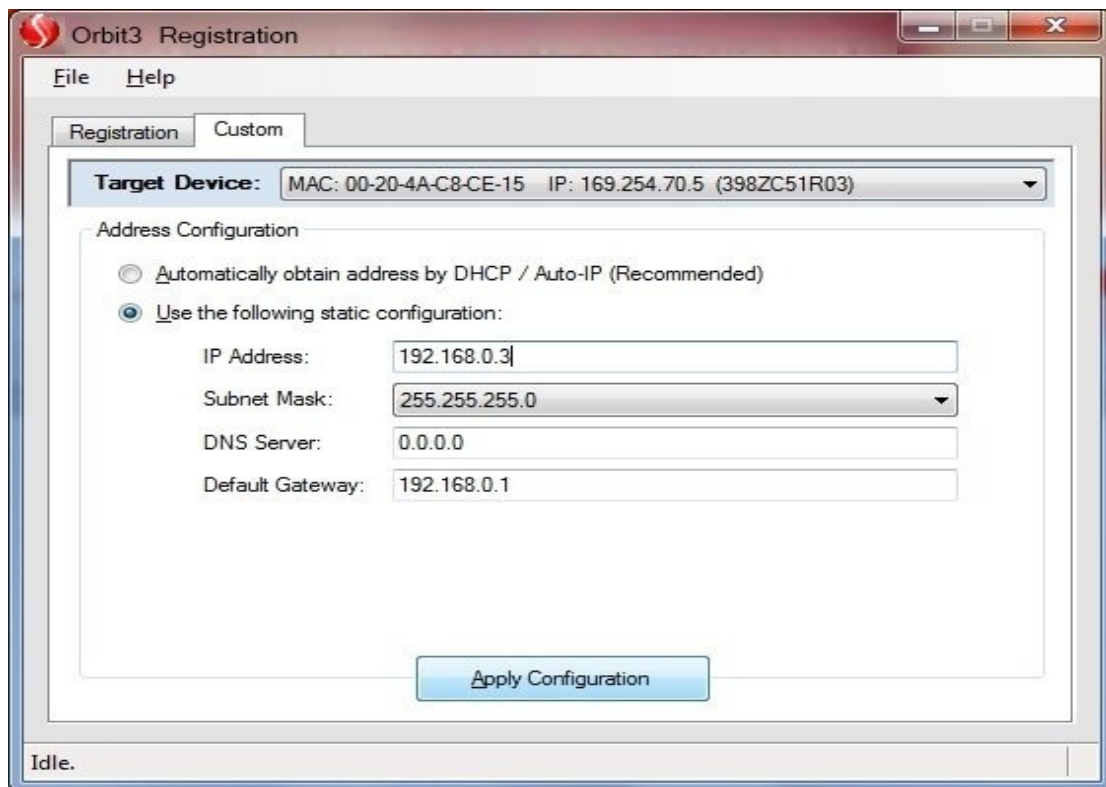 Orbit3 Registration
File Help
Registration Custom
Target Device: MAC: 00-20-4A-C8-CE-15 IP: 169.254.70.5 (398ZC51R03)
Address Configuration
Automatically obtain address by DHCP / Auto-IP (Recommended)
Use the following static configuration:
IP Address: 192.168.0.3
Subnet Mask: 255.255.255.0
DNS Server: 0.0.0.0
Default Gateway: 192.168.0.1
Apply Configuration
Idle.